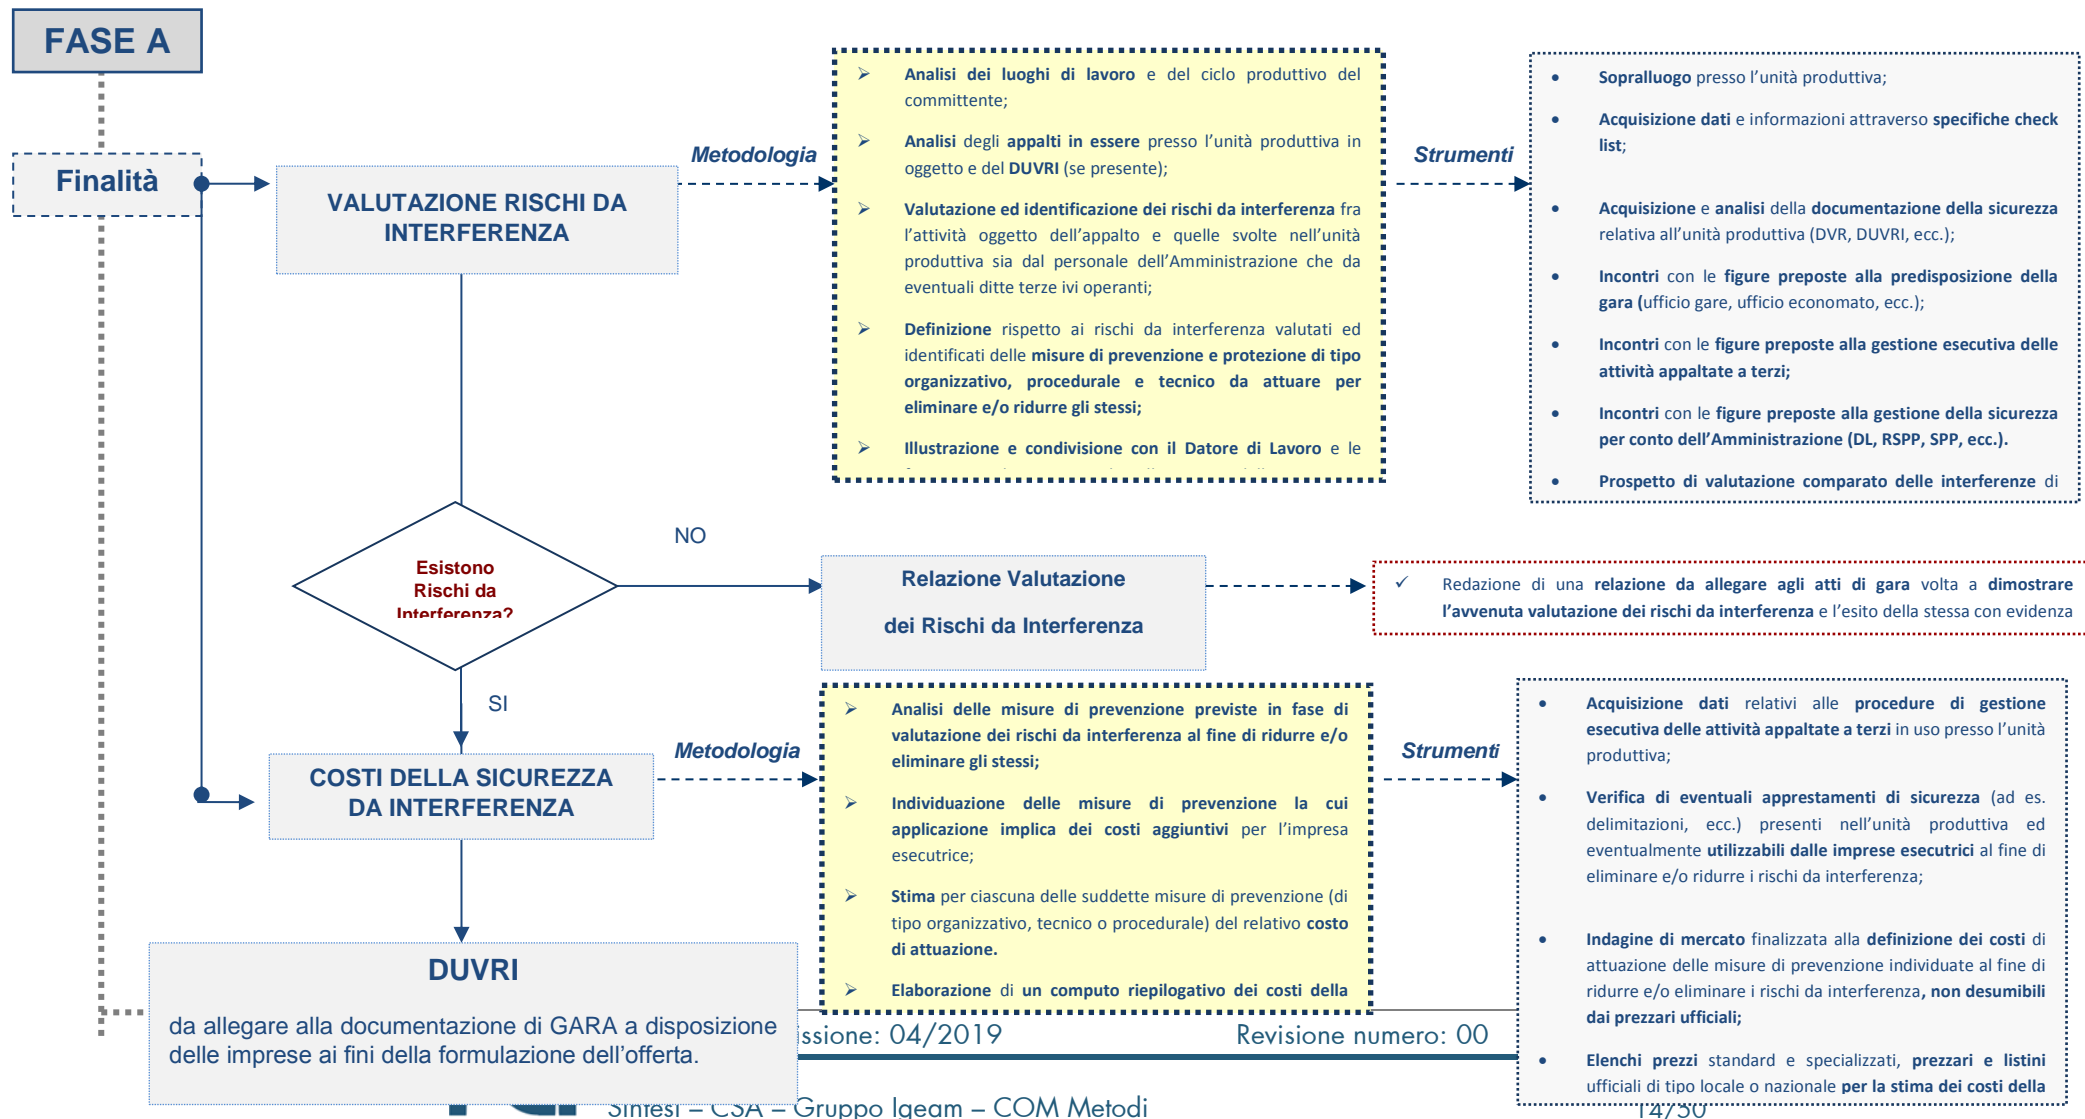 FASE A
Finalità
VALUTAZIONE RISCHI DA
INTERFERENZA
Metodologia
➢ Analisi dei luoghi di lavoro e del ciclo produttivo del
committente;
➢ Analisi degli appalti in essere presso l'unità produttiva in
oggetto e del DUVRI (se presente);
➢ Valutazione ed identificazione dei rischi da interferenza fra
l'attività oggetto dell'appalto e quelle svolte nell'unità
produttiva sia dal personale dell'Amministrazione che da
eventuali ditte terze ivi operanti;
➢ Definizione rispetto ai rischi da interferenza valutati ed
identificati delle misure di prevenzione e protezione di tipo
organizzativo, procedurale e tecnico da attuare per
eliminare e/o ridurre gli stessi;
➢ Illustrazione e condivisione con il Datore di Lavoro e le
Strumenti
• Sopralluogo presso l'unità produttiva;
• Acquisizione dati e informazioni attraverso specifiche check
list;
• Acquisizione e analisi della documentazione della sicurezza
relativa all'unità produttiva (DVR, DUVRI, ecc.);
• Incontri con le figure preposte alla predisposizione della
gara (ufficio gare, ufficio economato, ecc.);
• Incontri con le figure preposte alla gestione esecutiva delle
attività appaltate a terzi;
• Incontri con le figure preposte alla gestione della sicurezza
per conto dell'Amministrazione (DL, RSPP, SPP, ecc.).
• Prospetto di valutazione comparato delle interferenze di
Esistono
Rischi da
Interferenza?
NO
Relazione Valutazione
dei Rischi da Interferenza
✓ Redazione di una relazione da allegare agli atti di gara volta a dimostrare
l'avvenuta valutazione dei rischi da interferenza e l'esito della stessa con evidenza
SI
COSTI DELLA SICUREZZA
DA INTERFERENZA
Metodologia
➢ Analisi delle misure di prevenzione previste in fase di
valutazione dei rischi da interferenza al fine di ridurre e/o
eliminare gli stessi;
➢ Individuazione delle misure di prevenzione la cui
applicazione implica dei costi aggiuntivi per l'impresa
esecutrice;
➢ Stima per ciascuna delle suddette misure di prevenzione (di
tipo organizzativo, tecnico o procedurale) del relativo costo
di attuazione.
➢ Elaborazione di un computo riepilogativo dei costi della
Strumenti
• Acquisizione dati relativi alle procedure di gestione
esecutiva delle attività appaltate a terzi in uso presso l'unità
produttiva;
• Verifica di eventuali apprestamenti di sicurezza (ad es.
delimitazioni, ecc.) presenti nell'unità produttiva ed
eventualmente utilizzabili dalle imprese esecutrici al fine di
eliminare e/o ridurre i rischi da interferenza;
• Indagine di mercato finalizzata alla definizione dei costi di
attuazione delle misure di prevenzione individuate al fine di
ridurre e/o eliminare i rischi da interferenza, non desumibili
dai prezzari ufficiali;
• Elenchi prezzi standard e specializzati, prezzari e listini
ufficiali di tipo locale o nazionale per la stima dei costi della
DUVRI
da allegare alla documentazione di GARA a disposizione
delle imprese ai fini della formulazione dell'offerta.
ssione: 04/2019 Revisione numero: 00
Sintesi – CSA – Gruppo Igeam – COM Metodi 14/50